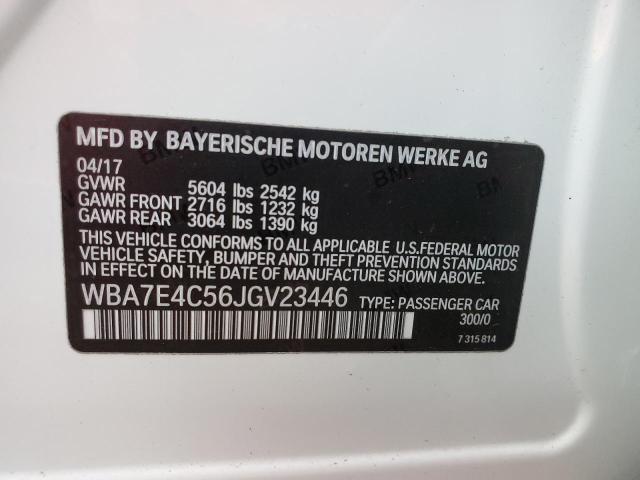 MFD BY BAYERISCHE MOTOREN WERKE AG
04/17
GVWR 5604 lbs 2542 kg
GAWR FRONT 2716 lbs 1232 kg
GAWR REAR 3064 lbs 1390 kg
THIS VEHICLE CONFORMS TO ALL APPLICABLE U.S.FEDERAL MOTOR
VEHICLE SAFETY, BUMPER AND THEFT PREVENTION STANDARDS
IN EFFECT ON THE DATE OF MANUFACTURE SHOWN ABOVE.
WBA7E4C56JGV23446 TYPE: PASSENGER CAR
300/0
7 315 814